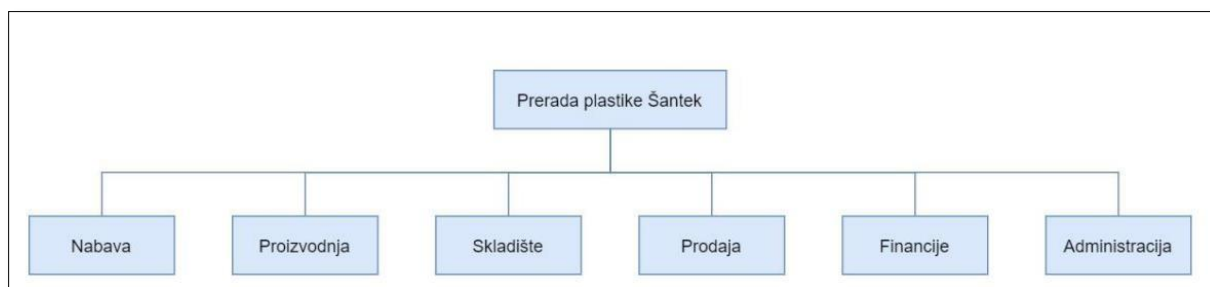 Prerada plastike Šantek
Nabava
Proizvodnja
Skladište
Prodaja
Financije
Administracija